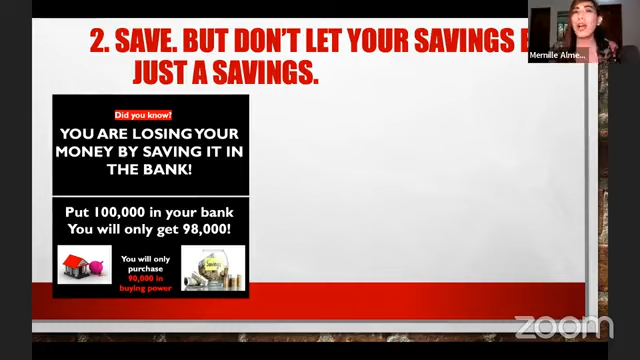 2. SAVE. BUT DON'T LET YOUR SAVINGS
JUST A SAVINGS.
Mernille Alme...
Did you know?
YOU ARE LOSING YOUR
MONEY BY SAVING IT IN
THE BANK!
Put 100,000 in your bank
You will only get 98,000!
You will only
purchase
90,000 in
buying power
Savings
zoom